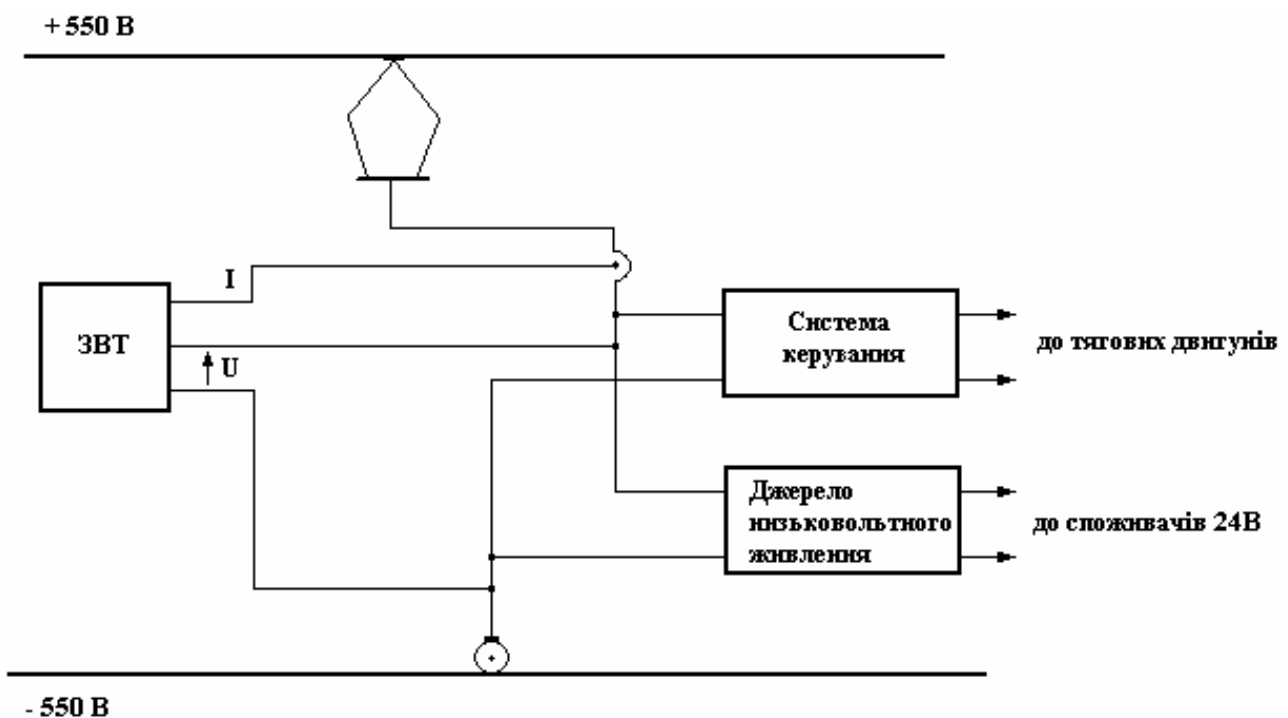 + 550 В
I
ЗВТ
U
Система
керування
до тягових двигунів
Джерело
низьковольтного
живлення
до споживачів 24В
- 550 В